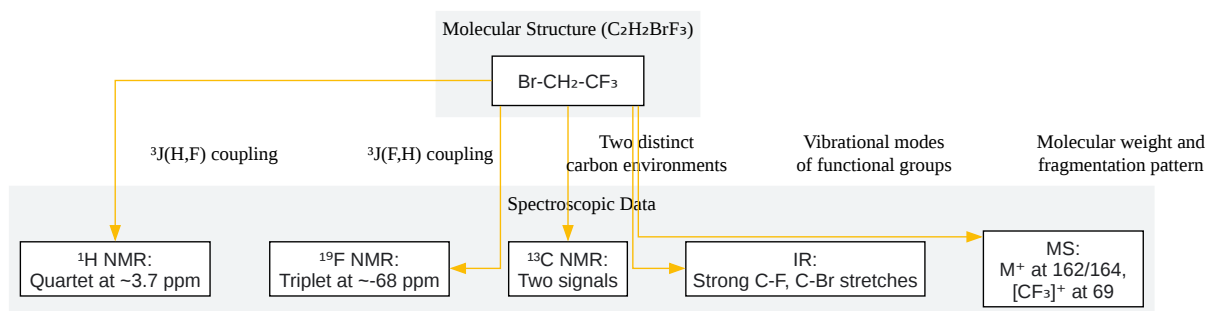 Molecular Structure (C₂H₂BrF₃)
Br-CH₂-CF₃
³J(H,F) coupling
³J(F,H) coupling
Two distinct
carbon environments
Vibrational modes
of functional groups
Molecular weight and
fragmentation pattern
Spectroscopic Data
¹H NMR:
Quartet at ~3.7 ppm
¹⁹F NMR:
Triplet at ~-68 ppm
¹³C NMR:
Two signals
IR:
Strong C-F, C-Br stretches
MS:
M⁺ at 162/164,
[CF₃]⁺ at 69